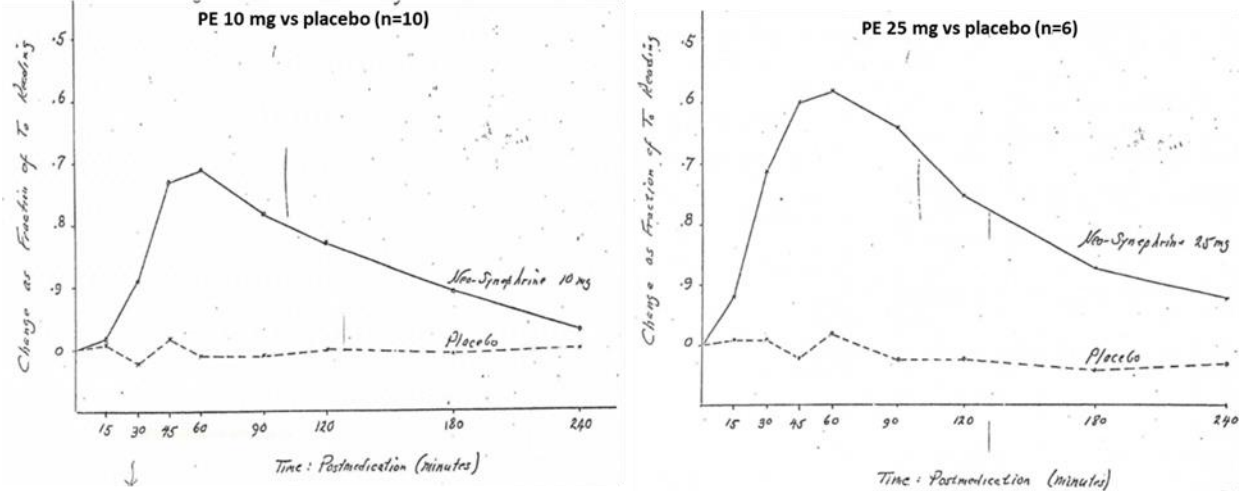 PE 10 mg vs placebo (n=10)
Change as Fraction of To Reading
.5
.6
.7
.8
.9
0
Neo-Synephrine 10 mg
Placebo
15 30 45 60 90 120 180 240
Time: Postmedication (minutes)
PE 25 mg vs placebo (n=6)
Change as Fraction of To Reading
.5
.6
.7
.8
.9
0
Neo-Synephrine 25 mg
Placebo
15 30 45 60 90 120 180 240
Time: Postmedication (minutes)